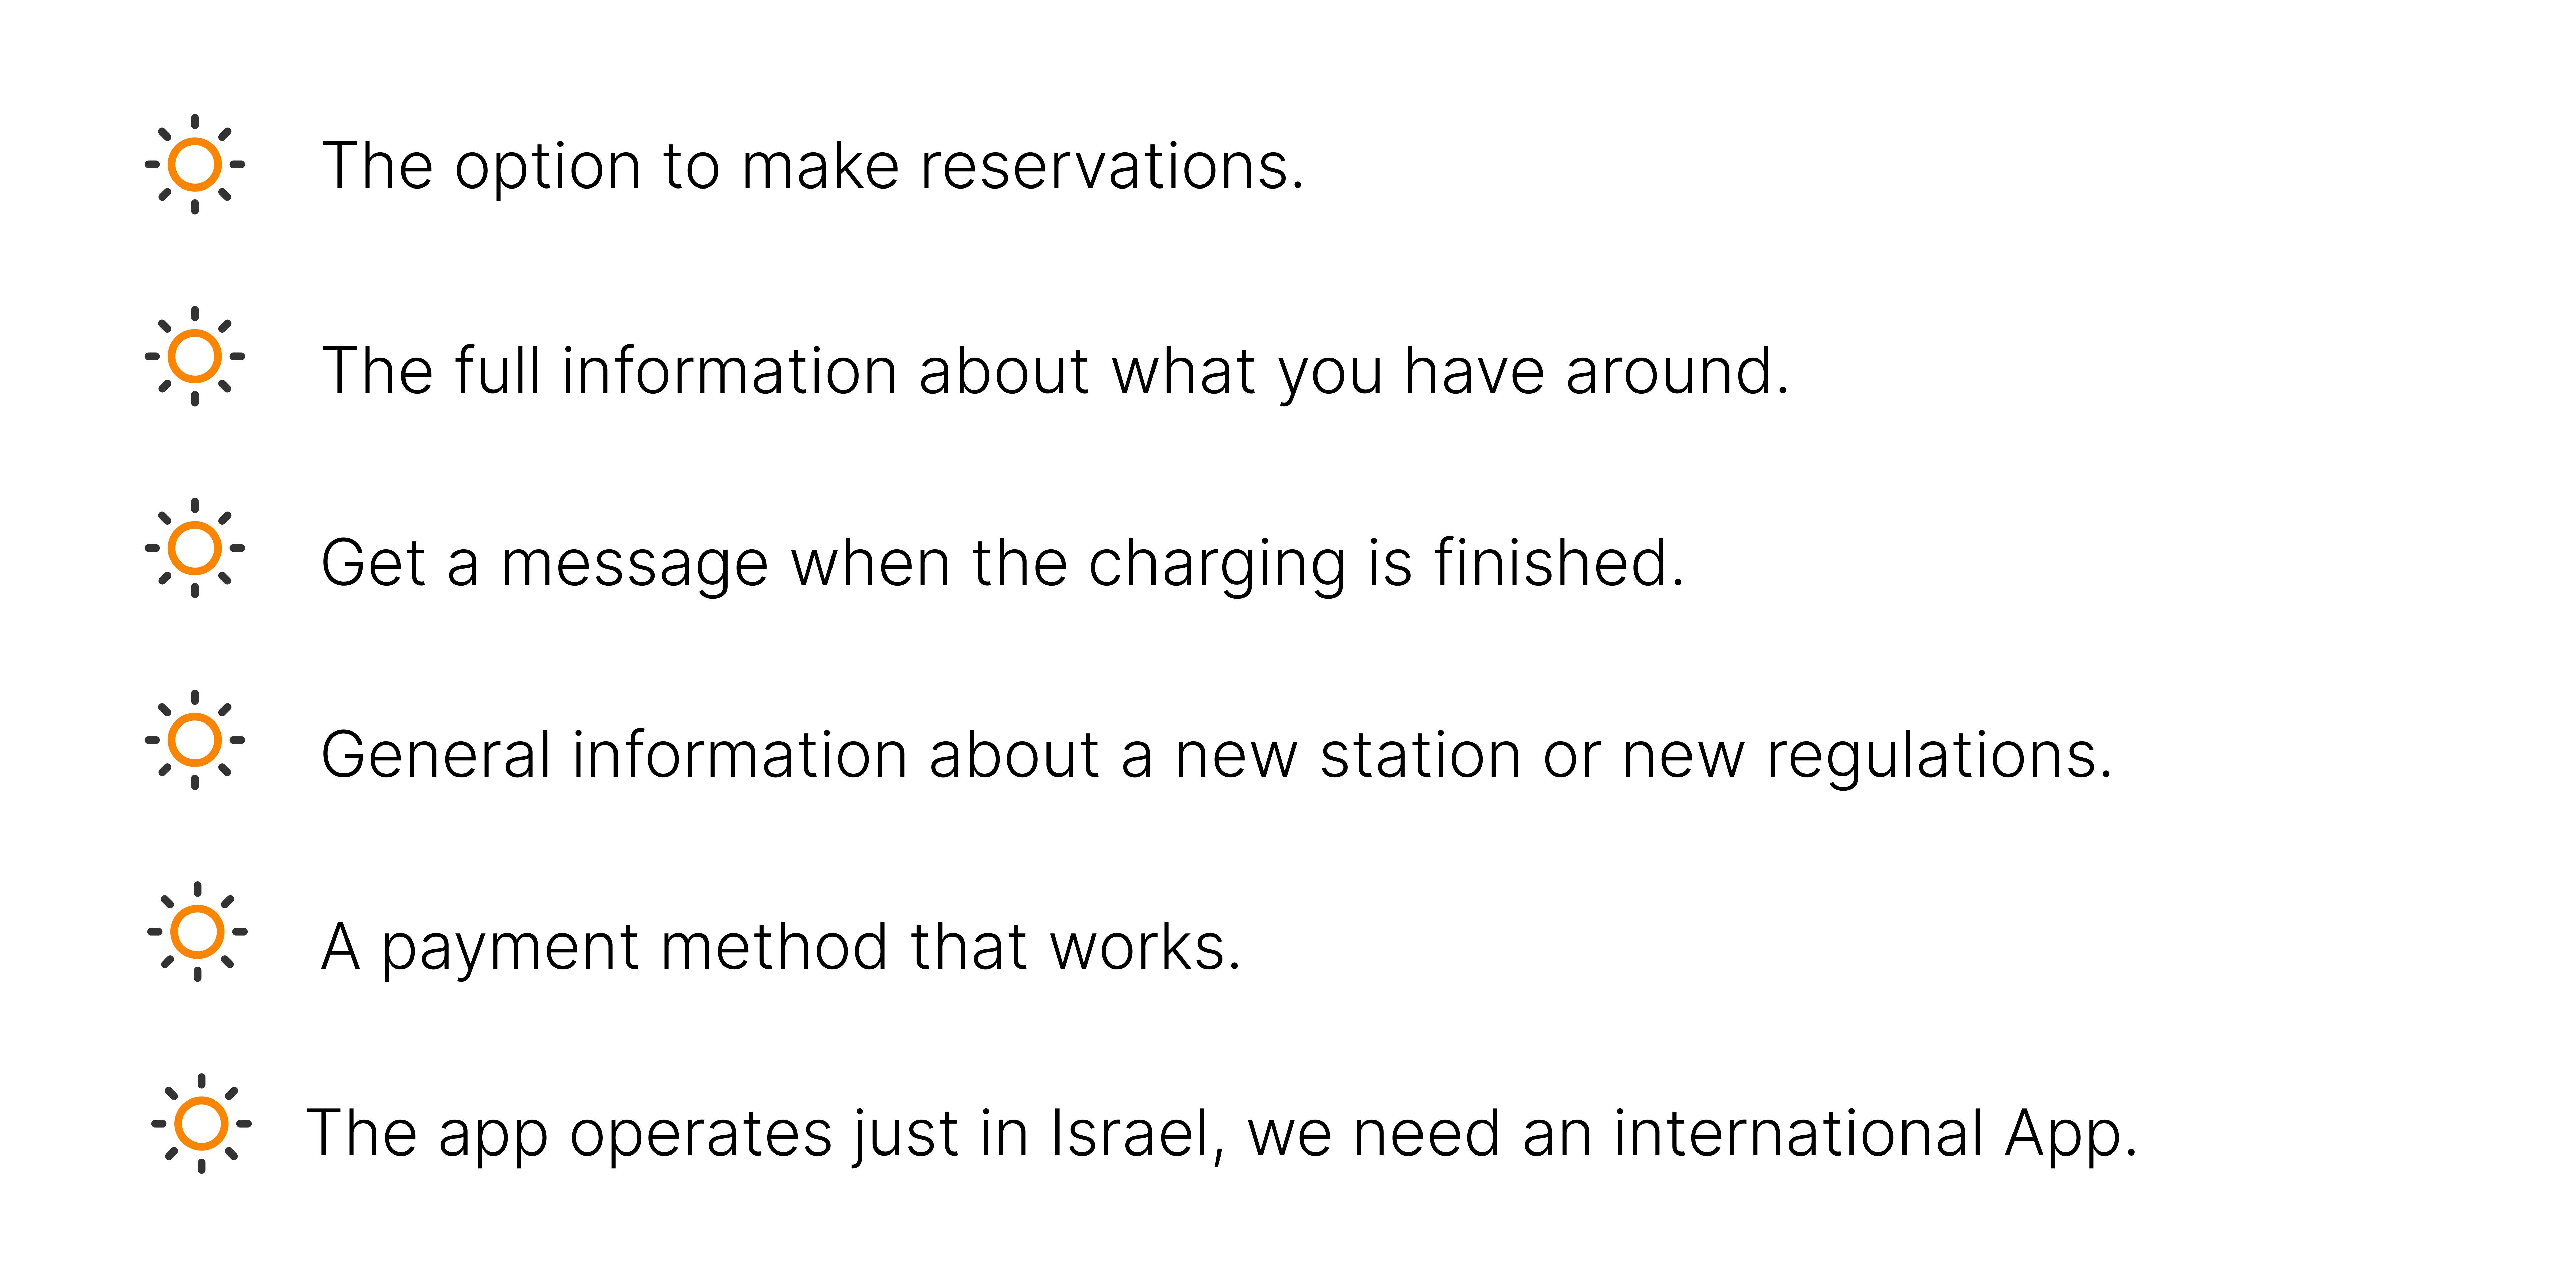 The option to make reservations.
The full information about what you have around.
Get a message when the charging is finished.
General information about a new station or new regulations.
A payment method that works.
The app operates just in Israel, we need an international App.